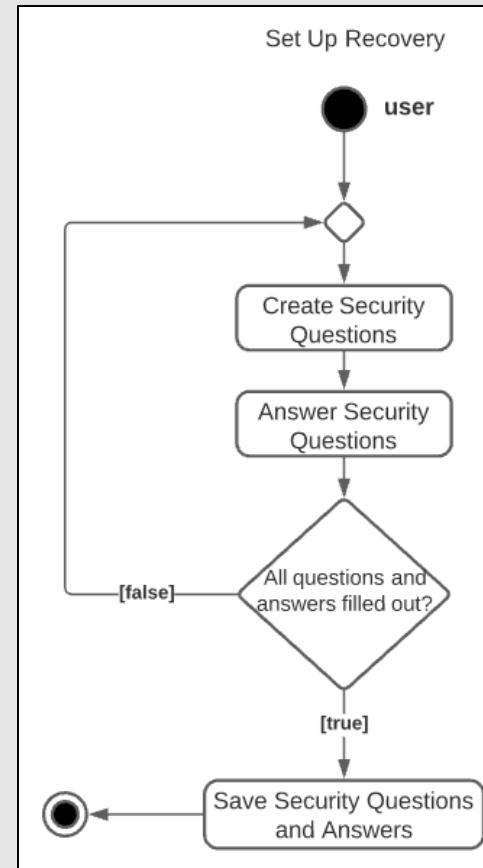 Set Up Recovery
user
Create Security
Questions
Answer Security
Questions
All questions and
answers filled out?
[false]
[true]
Save Security Questions
and Answers